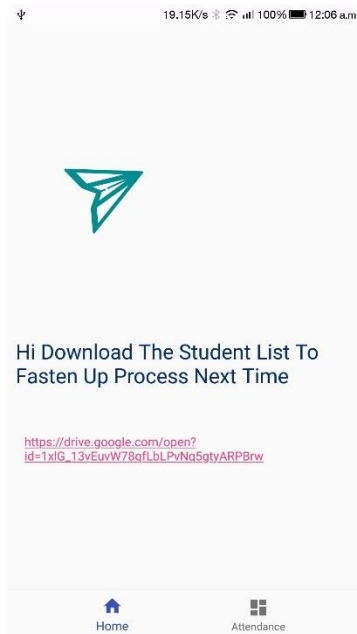 19.15K/s 100% 12:06 a.m
Hi Download The Student List To
Fasten Up Process Next Time
https://drive.google.com/open?
id=1xlG_13vEuvW78qfLbLPvNq5gtyARPBrw
Home
Attendance